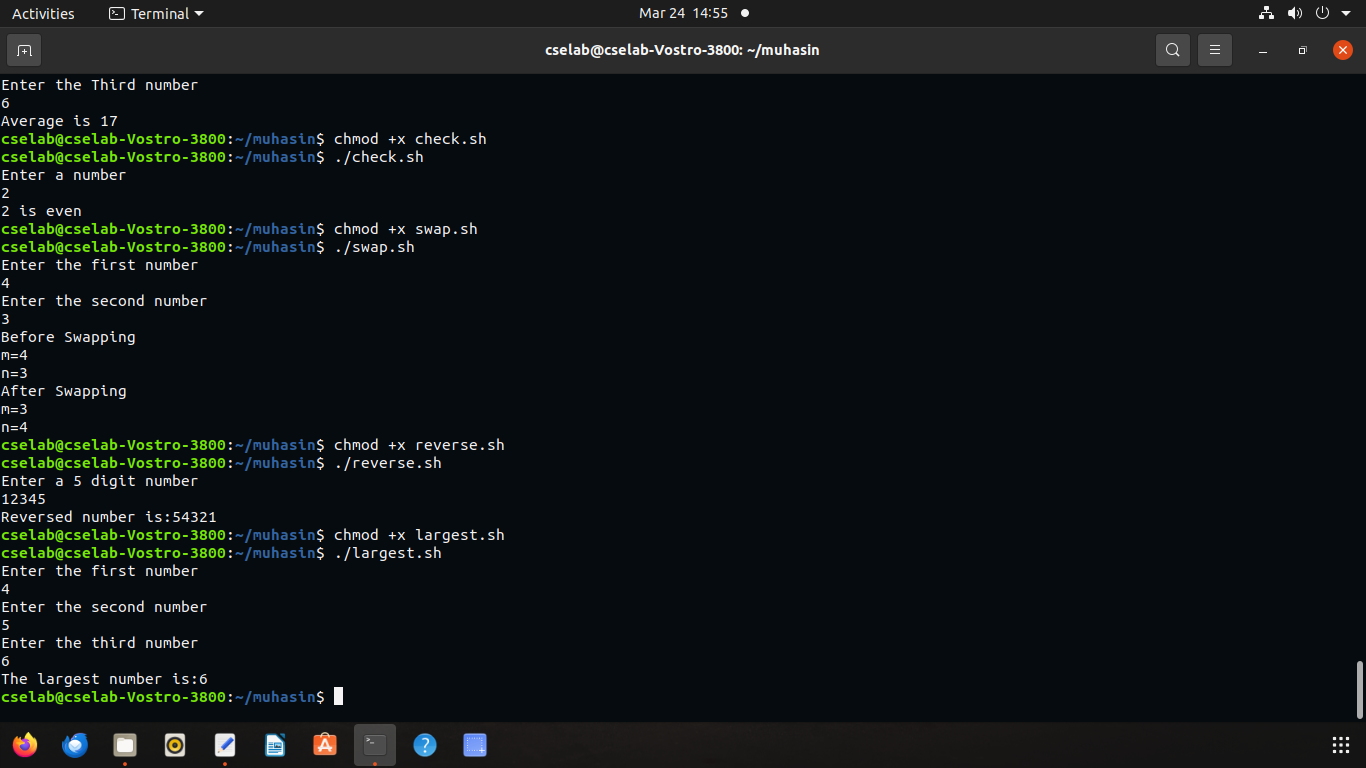 Activities
Terminal
Mar 24 14:55
cselab@cselab-Vostro-3800: ~/muhasin
Enter the Third number
6
Average is 17
cselab@cselab-Vostro-3800:~/muhasin$ chmod +x check.sh
cselab@cselab-Vostro-3800:~/muhasin$ ./check.sh
Enter a number
2
2 is even
cselab@cselab-Vostro-3800:~/muhasin$ chmod +x swap.sh
cselab@cselab-Vostro-3800:~/muhasin$ ./swap.sh
Enter the first number
4
Enter the second number
3
Before Swapping
m=4
n=3
After Swapping
m=3
n=4
cselab@cselab-Vostro-3800:~/muhasin$ chmod +x reverse.sh
cselab@cselab-Vostro-3800:~/muhasin$ ./reverse.sh
Enter a 5 digit number
12345
Reversed number is:54321
cselab@cselab-Vostro-3800:~/muhasin$ chmod +x largest.sh
cselab@cselab-Vostro-3800:~/muhasin$ ./largest.sh
Enter the first number
4
Enter the second number
5
Enter the third number
6
The largest number is:6
cselab@cselab-Vostro-3800:~/muhasin$